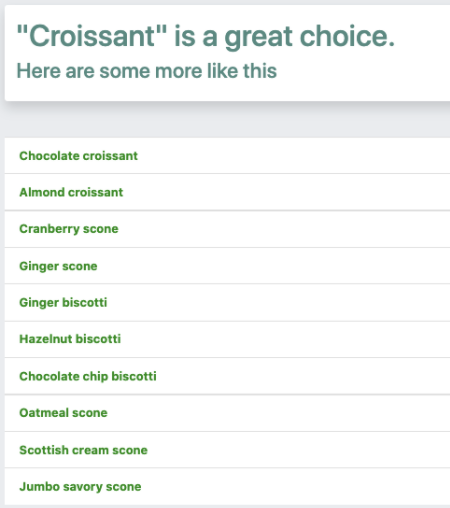 "Croissant" is a great choice.
Here are some more like this
Chocolate croissant
Almond croissant
Cranberry scone
Ginger scone
Ginger biscotti
Hazelnut biscotti
Chocolate chip biscotti
Oatmeal scone
Scottish cream scone
Jumbo savory scone